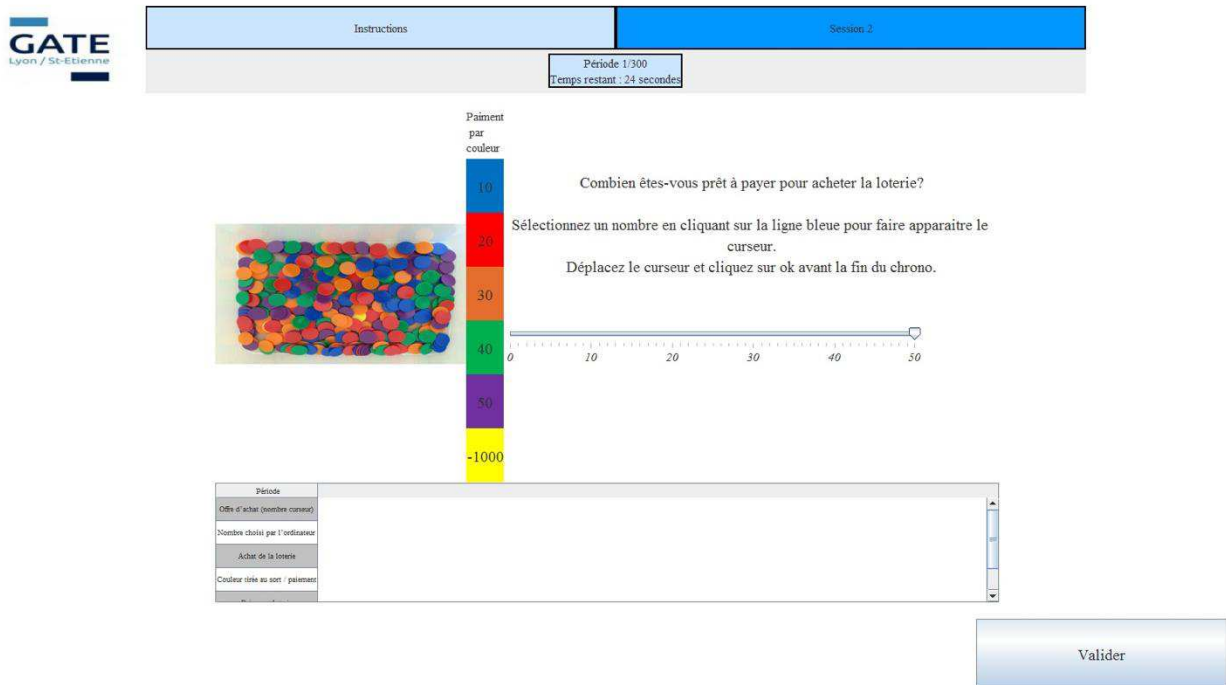 GATE
Lyon / St-Etienne
Instructions
Session 2
Période 1/300
Temps restant : 24 secondes
Paiment
par
couleur
10
20
30
40
50
-1000
Combien êtes-vous prêt à payer pour acheter la loterie?
Sélectionnez un nombre en cliquant sur la ligne bleue pour faire apparaitre le
curseur.
Déplacez le curseur et cliquez sur ok avant la fin du chrono.
0 10 20 30 40 50
Période
Offre d'achat (nombre curseur)
Nombre choisi par l'ordinateur
Achat de la loterie
Couleur tirée au sort / paiement
Valider